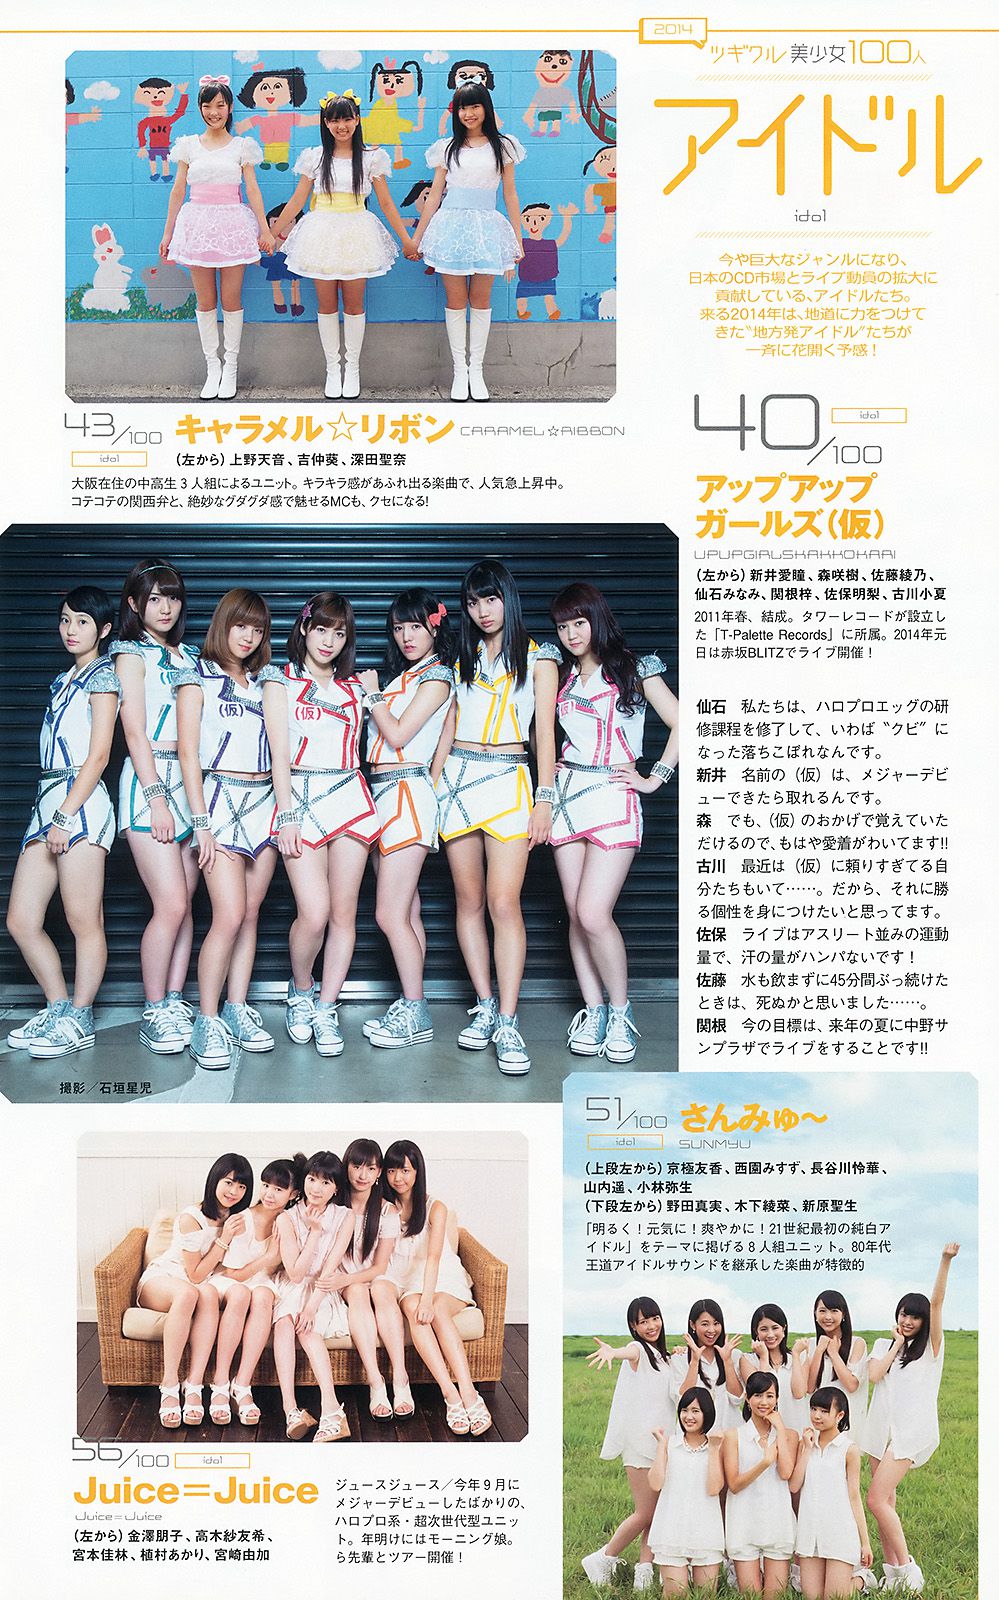 2014
ツギワル美少女100人
アイドル
idol
今や巨大なジャンルになり、
日本のCD市場とライブ動員の拡大に
貢献している、アイドルたち。
来る2014年は、地道に力をつけて
きた“地方発アイドル”たちが
一斉に花開く予感！
43/100
idol
キャラメル☆リボン CARAMEL☆RIBBON
（左から）上野天音、吉仲葵、深田聖奈
大阪在住の中高生3人組によるユニット。キラキラ感があふれ出る楽曲で、人気急上昇中。
コテコテの関西弁と、絶妙なグダグダ感で魅せるMCも、クセになる!
40/100
idol
アップアップ
ガールズ（仮）
UPUPGIRLSKAKKOKARI
（左から）新井愛瞳、森咲樹、佐藤綾乃、
仙石みなみ、関根梓、佐保明梨、古川小夏
2011年春、結成。タワーレコードが設立し
た「T-Palette Records」に所属。2014年元
日は赤坂BLITZでライブ開催！
仙石　私たちは、ハロプロエッグの研
修課程を修了して、いわば“クビ”に
なった落ちこぼれなんです。
新井　名前の（仮）は、メジャーデビ
ューできたら取れるんです。
森　でも、（仮）のおかげで覚えていた
だけるので、もはや愛着がわいてます!!
古川　最近は（仮）に頼りすぎてる自
分たちもいて……。だから、それに勝
る個性を身につけたいと思ってます。
佐保　ライブはアスリート並みの運動
量で、汗の量がハンパないです！
佐藤　水も飲まずに45分間ぶっ続けた
ときは、死ぬかと思いました……。
関根　今の目標は、来年の夏に中野サ
ンプラザでライブをすることです!!
(仮)
(仮)
撮影／石垣星児
51/100
idol
さんみゅ〜
SUNMYU
（上段左から）京極友香、西園みすず、長谷川怜華、
山内遥、小林弥生
（下段左から）野田真実、木下綾菜、新原聖生
「明るく！元気に！爽やかに！21世紀最初の純白ア
イドル」をテーマに掲げる8人組ユニット。80年代
王道アイドルサウンドを継承した楽曲が特徴的
56/100
idol
Juice=Juice
Juice=Juice
（左から）金澤朋子、高木紗友希、
宮本佳林、植村あかり、宮崎由加
ジュースジュース／今年9月に
メジャーデビューしたばかりの、
ハロプロ系・超次世代型ユニッ
ト。年明けにはモーニング娘。
ら先輩とツアー開催！